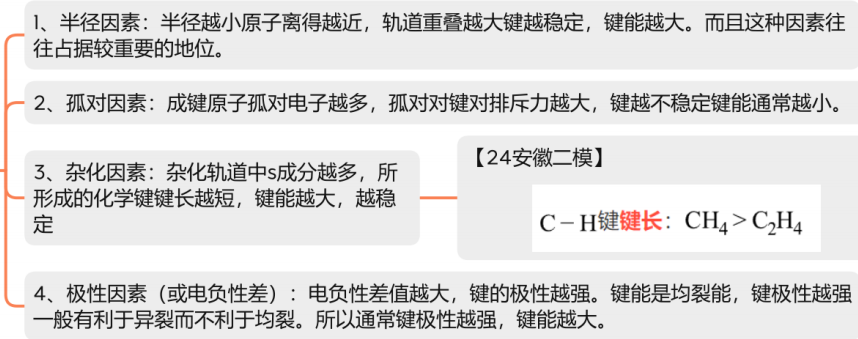 1、半径因素：半径越小原子离得越近，轨道重叠越大键越稳定，键能越大。而且这种因素往
往占据较重要的地位。
2、孤对因素：成键原子孤对电子越多，孤对对键对排斥力越大，键越不稳定键能通常越小。
3、杂化因素：杂化轨道中s成分越多，所
形成的化学键键长越短，键能越大，越稳
定
【24安徽二模】
C－H键键长：CH₄＞C₂H₄
4、极性因素（或电负性差）：电负性差值越大，键的极性越强。键能是均裂能，键极性越强
一般有利于异裂而不利于均裂。所以通常键极性越强，键能越大。